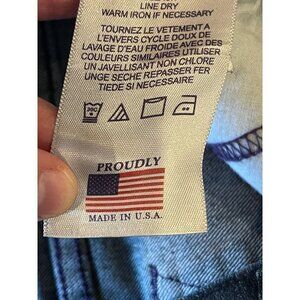 LINE DRY
WARM IRON IF NECESSARY
TOURNEZ LE VETEMENT A
L'ENVERS CYCLE DOUX DE
LAVAGE D'EAU FROIDE AVEC DES
COULEURS SIMILAIRES UTILISER
UN JAVELLISANT NON CHLORE
UNGE SECHE REPASSER FER
TIEDE SI NECESSAIRE
30C
PROUDLY
MADE IN U.S.A.